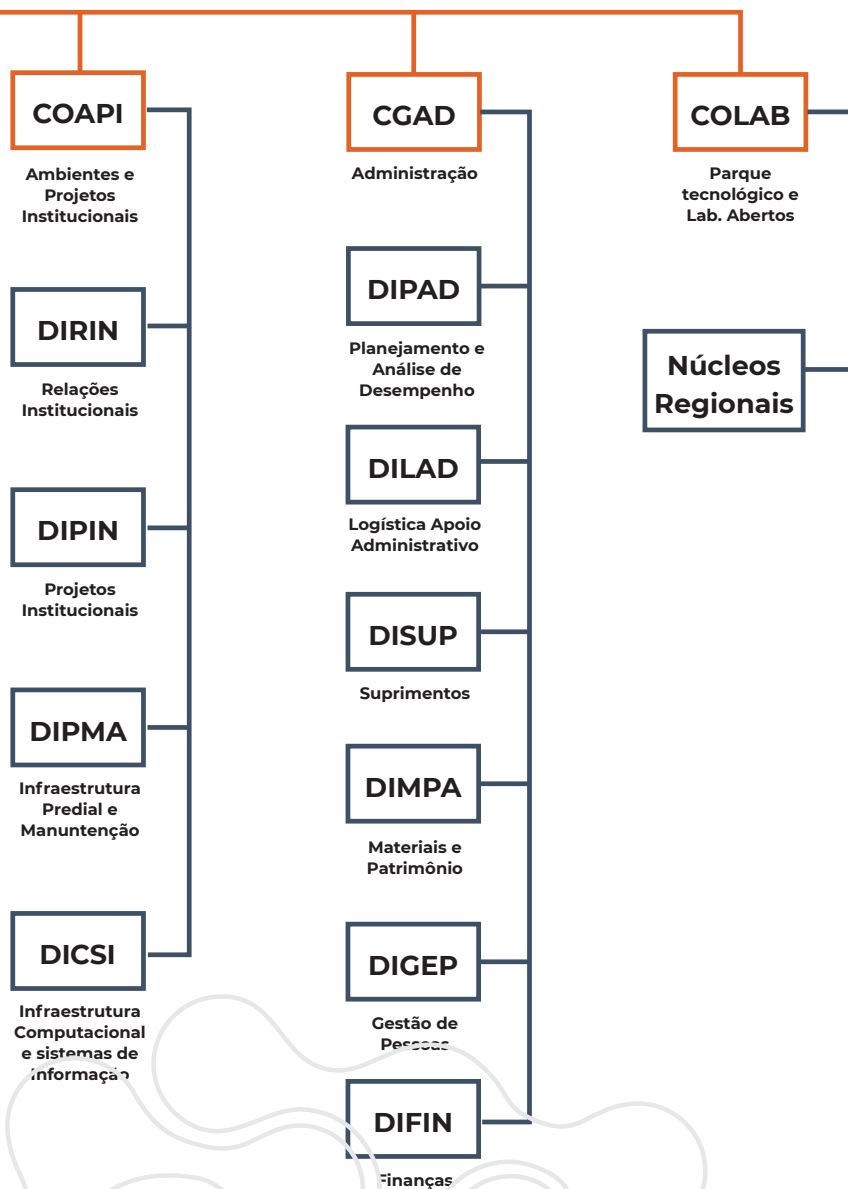 COAPI
Ambientes e
Projetos
Institucionais
DIRIN
Relações
Institucionais
DIPIN
Projetos
Institucionais
DIPMA
Infraestrutura
Predial e
Manuntenção
DICSI
Infraestrutura
Computacional
e sistemas de
Informação
CGAD
Administração
DIPAD
Planejamento e
Análise de
Desempenho
DILAD
Logística Apoio
Administrativo
DISUP
Suprimentos
DIMPA
Materiais e
Patrimônio
DIGEP
Gestão de
Pessoas
DIFIN
Finanças
COLAB
Parque
tecnológico e
Lab. Abertos
Núcleos
Regionais